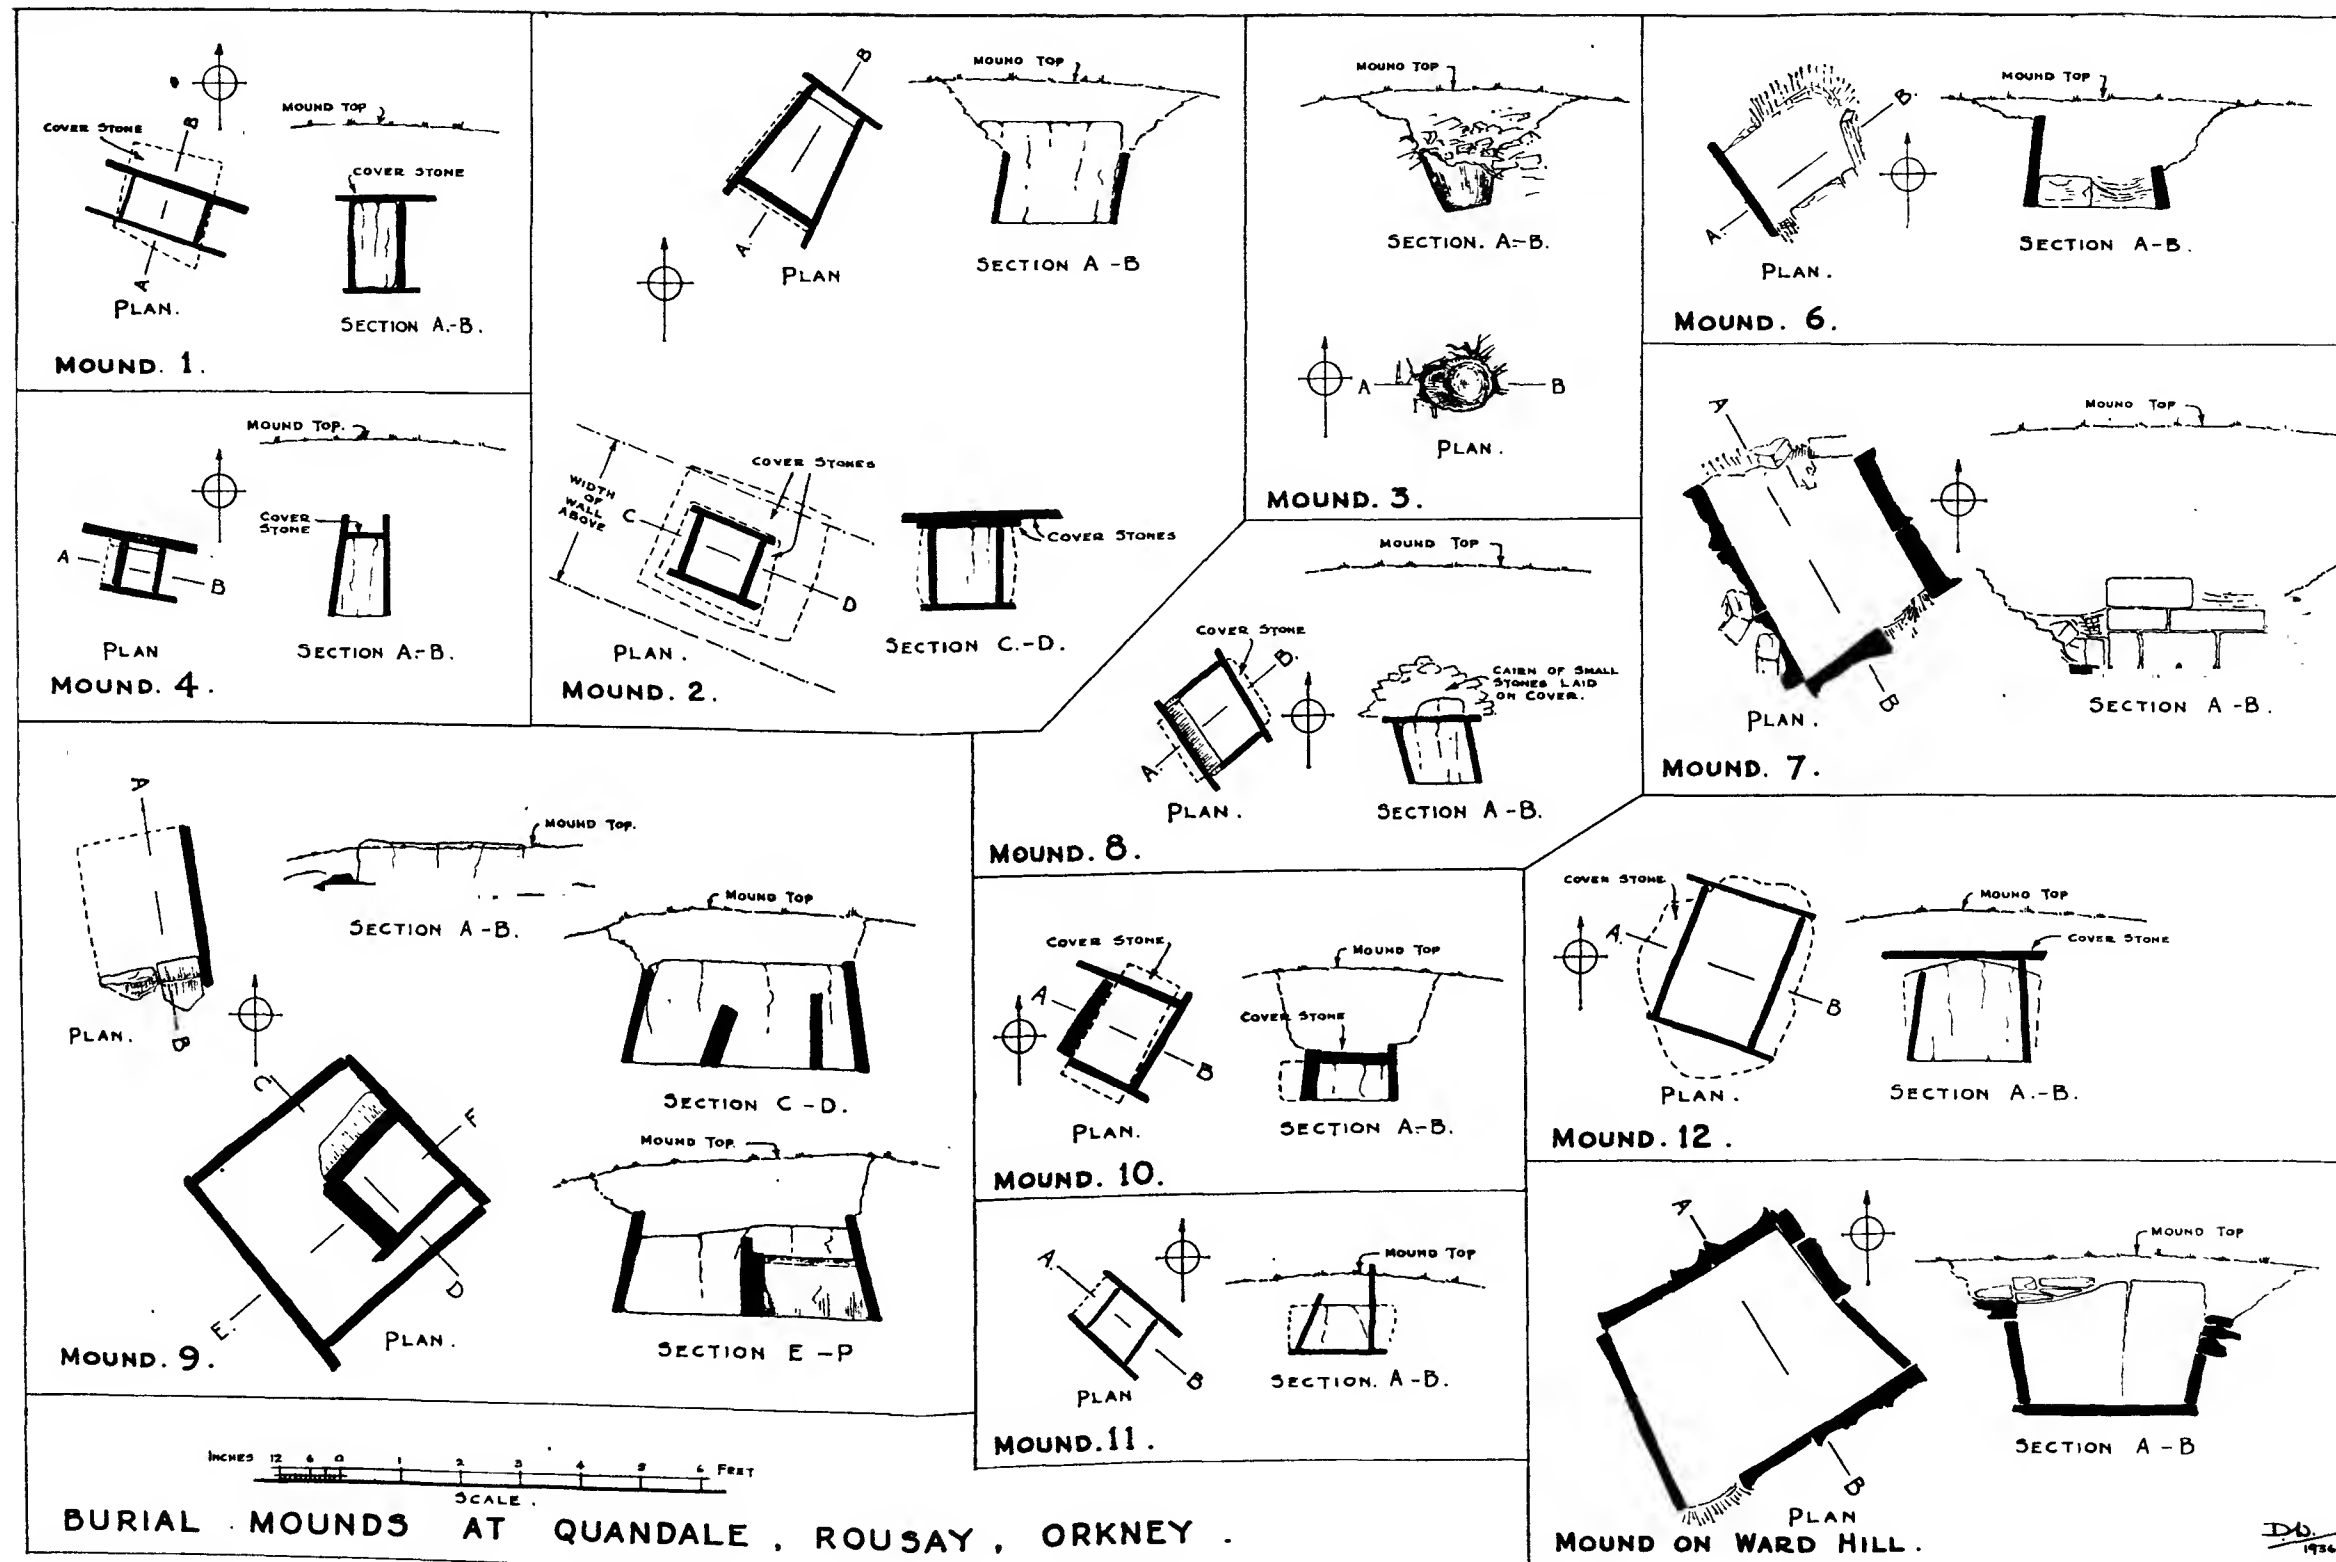 MOUND TOP
COVER STONE
B
COVER STONE
A
PLAN.
SECTION A.-B.
MOUND. 1.
B
MOUND TOP
A.
PLAN
SECTION A-B
WIDTH
OF
WALL
ABOVE
COVER STONES
C
D
COVER STONES
PLAN.
SECTION C.-D.
MOUND. 2.
MOUND TOP
SECTION. A.-B.
A
B
PLAN.
MOUND. 3.
MOUND TOP.
COVER
STONE
A
B
PLAN
SECTION A.-B.
MOUND. 4.
B.
MOUND TOP
A.
PLAN.
SECTION A-B.
MOUND. 6.
A
MOUND TOP
B
PLAN.
SECTION A-B.
MOUND. 7.
MOUND TOP
COVER STONE
B.
CAIRN OF SMALL
STONES LAID
ON COVER.
A.
PLAN.
SECTION A-B.
MOUND. 8.
A
MOUND TOP.
SECTION A-B.
PLAN.
B
MOUND TOP
SECTION C-D.
C
F
MOUND TOP.
D
E.
PLAN.
SECTION E-P
MOUND. 9.
COVER STONE
MOUND TOP
A
COVER STONE
B
PLAN.
SECTION A-B.
MOUND. 10.
A.
MOUND TOP
B
PLAN
SECTION. A-B.
MOUND. 11.
COVER STONE
MOUND TOP
A.
COVER STONE
B
PLAN.
SECTION A.-B.
MOUND. 12.
A
MOUND TOP
B
SECTION A-B
PLAN
MOUND ON WARD HILL.
INCHES 12 6 0 1 2 3 4 5 6 FEET
SCALE.
BURIAL MOUNDS AT QUANDALE, ROUSAY, ORKNEY.
D.W.
1936